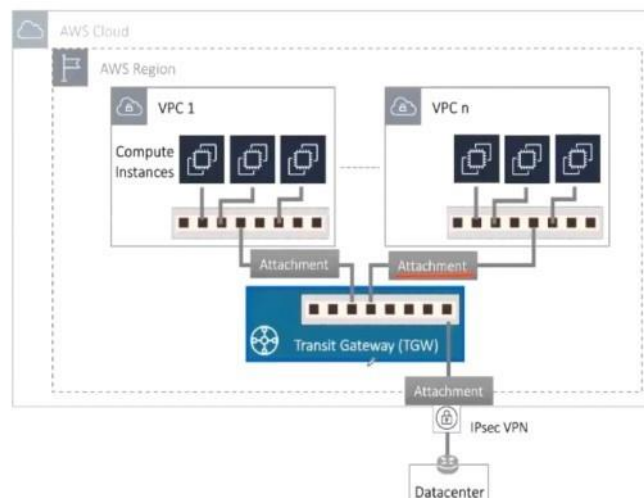 AWS Cloud
AWS Region
VPC 1
VPC n
Compute
Instances
Attachment
Attachment
Transit Gateway (TGW)
Attachment
IPsec VPN
Datacenter